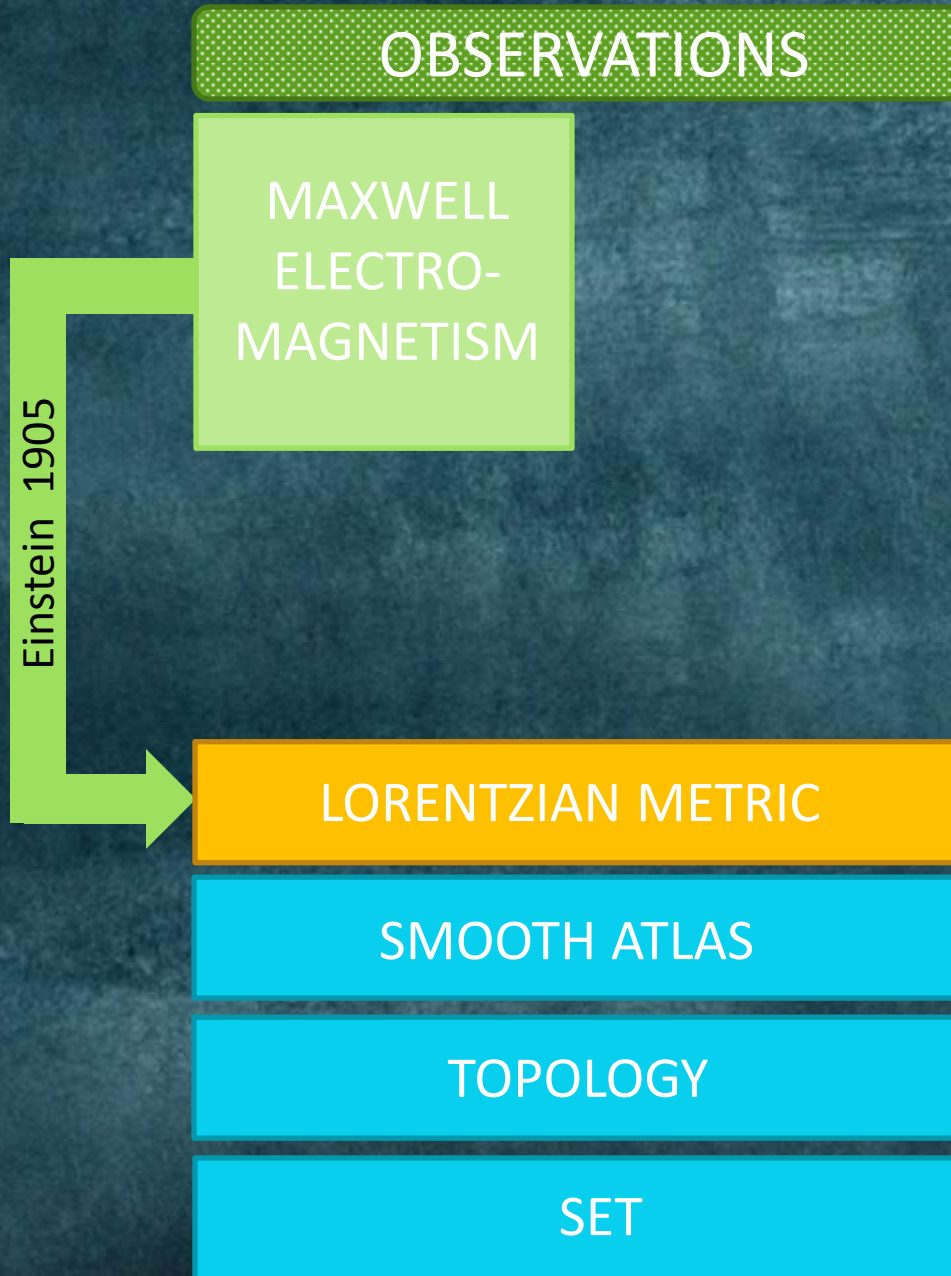 OBSERVATIONS
MAXWELL
ELECTRO-
MAGNETISM
Einstein 1905
LORENTZIAN METRIC
SMOOTH ATLAS
TOPOLOGY
SET